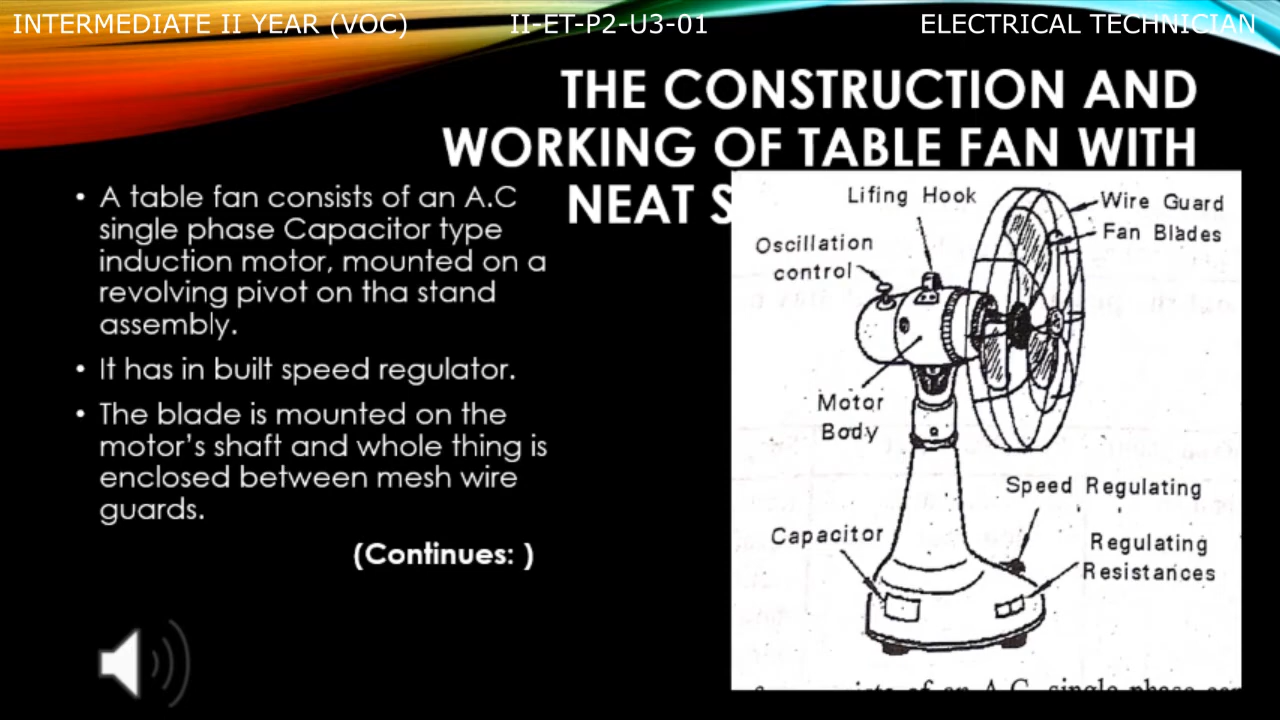 INTERMEDIATE II YEAR (VOC) II-ET-P2-U3-01 ELECTRICAL TECHNICIAN
THE CONSTRUCTION AND
WORKING OF TABLE FAN WITH
NEAT S
• A table fan consists of an A.C
single phase Capacitor type
induction motor, mounted on a
revolving pivot on tha stand
assembly.
• It has in built speed regulator.
• The blade is mounted on the
motor's shaft and whole thing is
enclosed between mesh wire
guards.
(Continues: )
Lifing Hook
Wire Guard
Fan Blades
Oscillation
control
Motor
Body
Speed Regulating
Capacitor
Regulating
Resistances
of an A.C. single phase